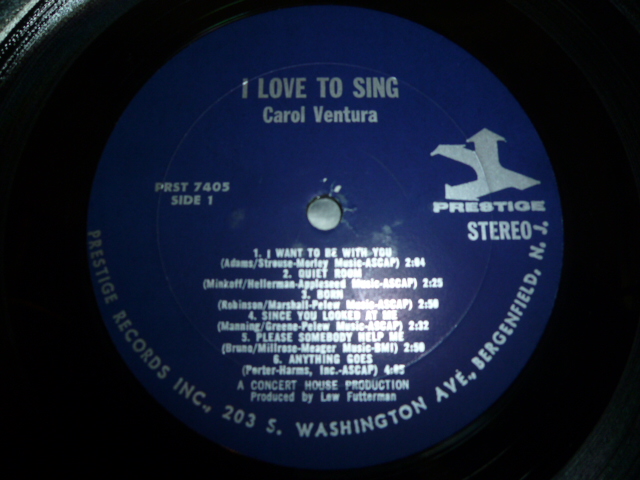 I LOVE TO SING
Carol Ventura
PRST 7405
SIDE 1
PRESTIGE
STEREO
1. I WANT TO BE WITH YOU
(Adams/Strouse-Morley Music-ASCAP) 2:04
2. QUIET ROOM
(Minkoff/Hellerman-Appleseed Music-ASCAP) 2:25
3. BORN
(Robinson/Marshall-Pelew Music-ASCAP) 2:50
4. SINCE YOU LOOKED AT ME
(Manning/Greene-Pelew Music-ASCAP) 2:32
5. PLEASE SOMEBODY HELP ME
(Bruno/Millrose-Meager Music-BMI) 2:50
6. ANYTHING GOES
(Porter-Harms, Inc.-ASCAP) 4:05
A CONCERT HOUSE PRODUCTION
Produced by Lew Futterman
PRESTIGE RECORDS INC., 203 S. WASHINGTON AVE., BERGENFIELD, N. J.